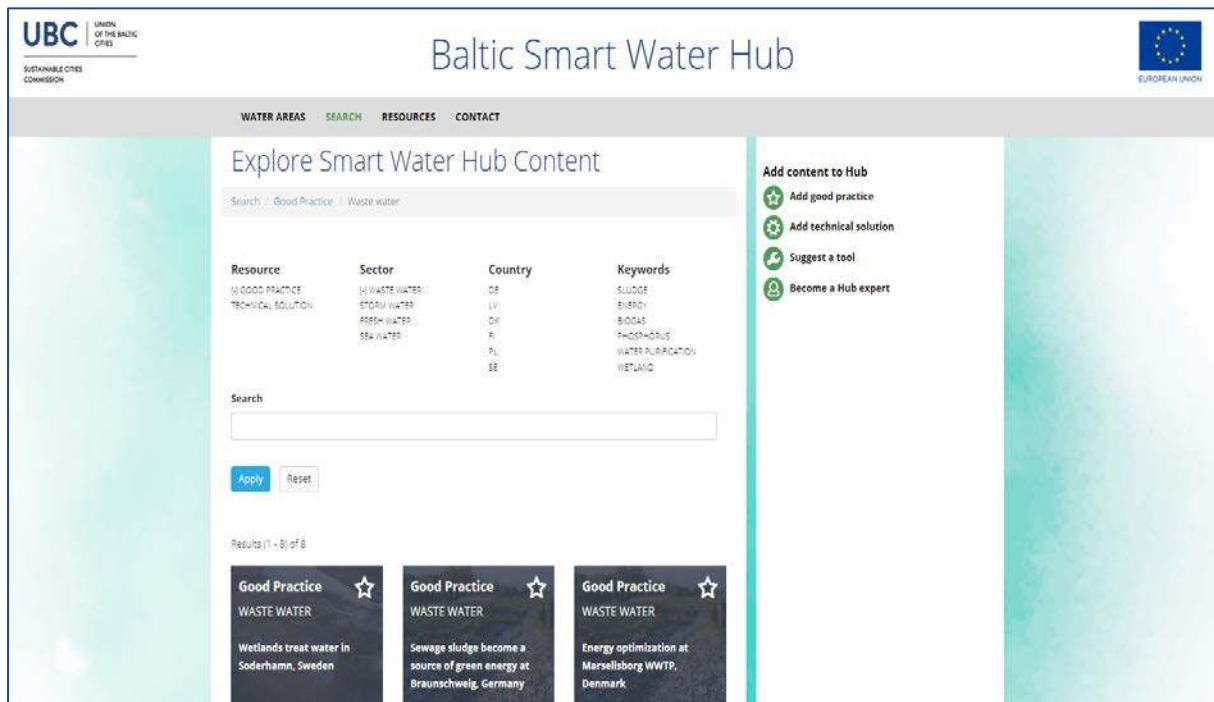 UBC
UNION
OF THE BALTIC
CITIES
SUSTAINABLE CITIES
COMMISSION
Baltic Smart Water Hub
EUROPEAN UNION
WATER AREAS SEARCH RESOURCES CONTACT
Explore Smart Water Hub Content
Search / Good Practice / Waste water
Resource
(-) GOOD PRACTICE
TECHNICAL SOLUTION
Sector
(-) WASTE WATER
STORM WATER
FRESH WATER
SEA WATER
Country
DE
LV
DK
FI
PL
SE
Keywords
SLUDGE
ENERGY
BIOGAS
PHOSPHORUS
WATER PURIFICATION
WETLAND
Search
Apply Reset
Results (1 - 8) of 8
Good Practice
WASTE WATER
Wetlands treat water in
Soderhamn, Sweden
Good Practice
WASTE WATER
Sewage sludge become a
source of green energy at
Braunschweig, Germany
Good Practice
WASTE WATER
Energy optimization at
Marselisborg WWTP,
Denmark
Add content to Hub
Add good practice
Add technical solution
Suggest a tool
Become a Hub expert